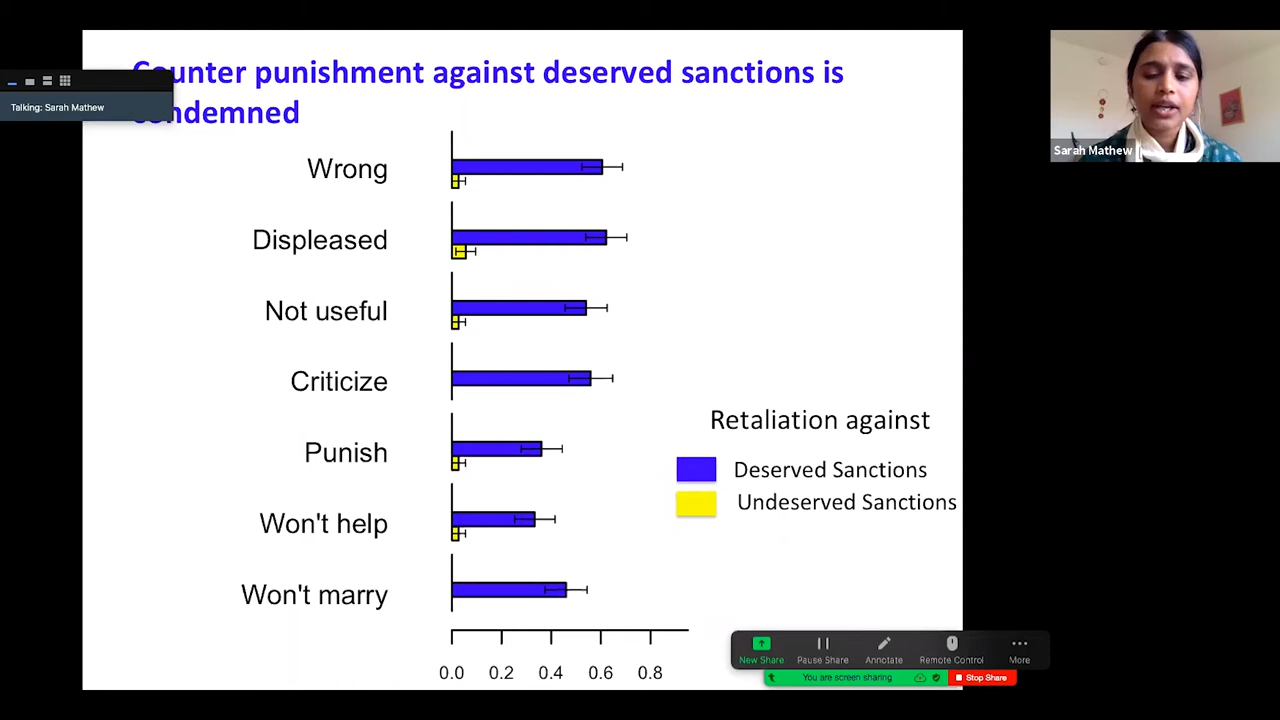 Counter punishment against deserved sanctions is
condemned
Talking: Sarah Mathew
Sarah Mathew
Wrong
Displeased
Not useful
Criticize
Punish
Won't help
Won't marry
Retaliation against
Deserved Sanctions
Undeserved Sanctions
0.0 0.2 0.4 0.6 0.8
New Share Pause Share Annotate Remote Control More
You are screen sharing Stop Share